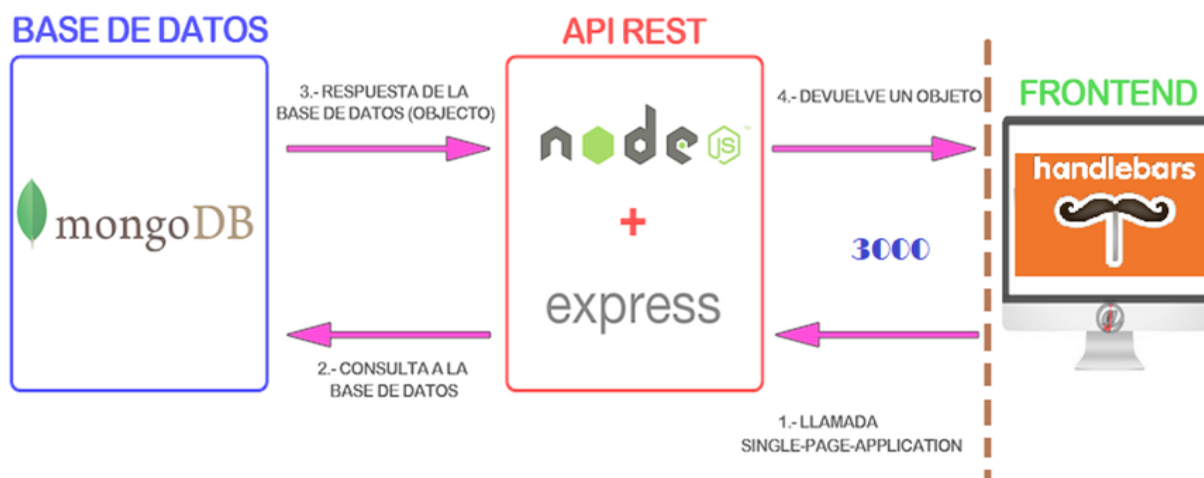 BASE DE DATOS
mongoDB
3.- RESPUESTA DE LA
BASE DE DATOS (OBJECTO)
2.- CONSULTA A LA
BASE DE DATOS
API REST
node
JS
™
+
express
4.- DEVUELVE UN OBJETO
3000
1.- LLAMADA
SINGLE-PAGE-APPLICATION
FRONTEND
handlebars